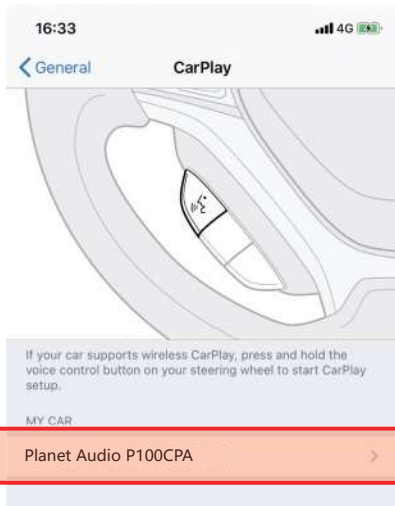 16:33
4G
General
CarPlay
If your car supports wireless CarPlay, press and hold the
voice control button on your steering wheel to start CarPlay
setup.
MY CAR
Planet Audio P100CPA